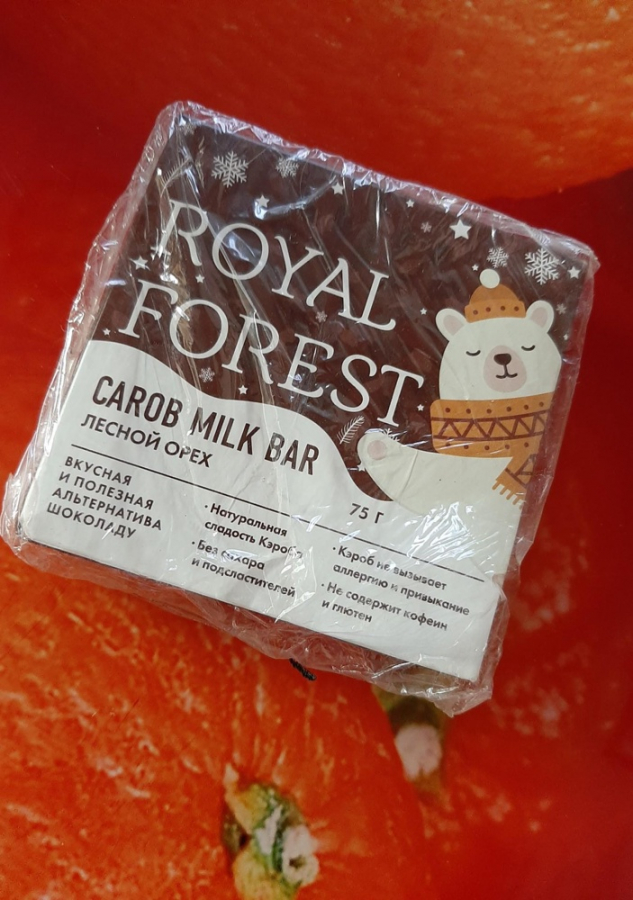 ROYAL
FOREST
CAROB MILK BAR
ЛЕСНОЙ ОРЕХ
75 Г
ВКУСНАЯ
И ПОЛЕЗНАЯ
АЛЬТЕРНАТИВА
ШОКОЛАДУ
· Натуральная
сладость Кэроба
· Без сахара
и подсластителей
· Кэроб не вызывает
аллергию и привыкание
· Не содержит кофеин
и глютен